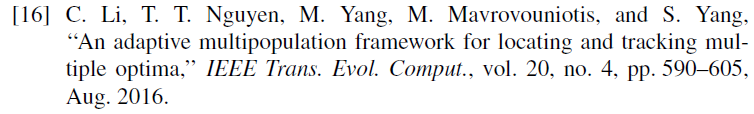 [16] C. Li, T. T. Nguyen, M. Yang, M. Mavrovouniotis, and S. Yang,
“An adaptive multipopulation framework for locating and tracking mul-
tiple optima,” IEEE Trans. Evol. Comput., vol. 20, no. 4, pp. 590–605,
Aug. 2016.